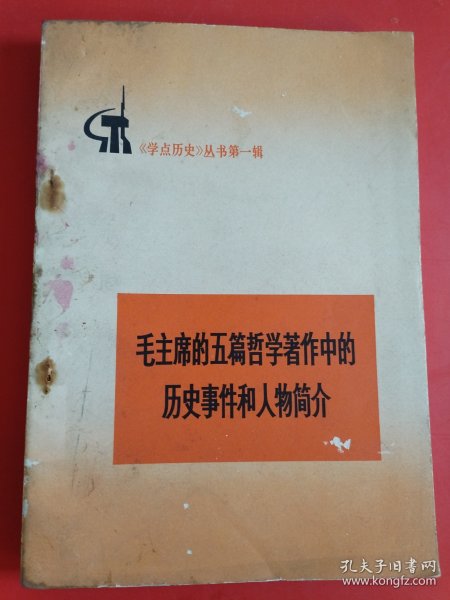 《学点历史》丛书第一辑
毛主席的五篇哲学著作中的
历史事件和人物简介
孔夫子旧书网
www.kongfz.com